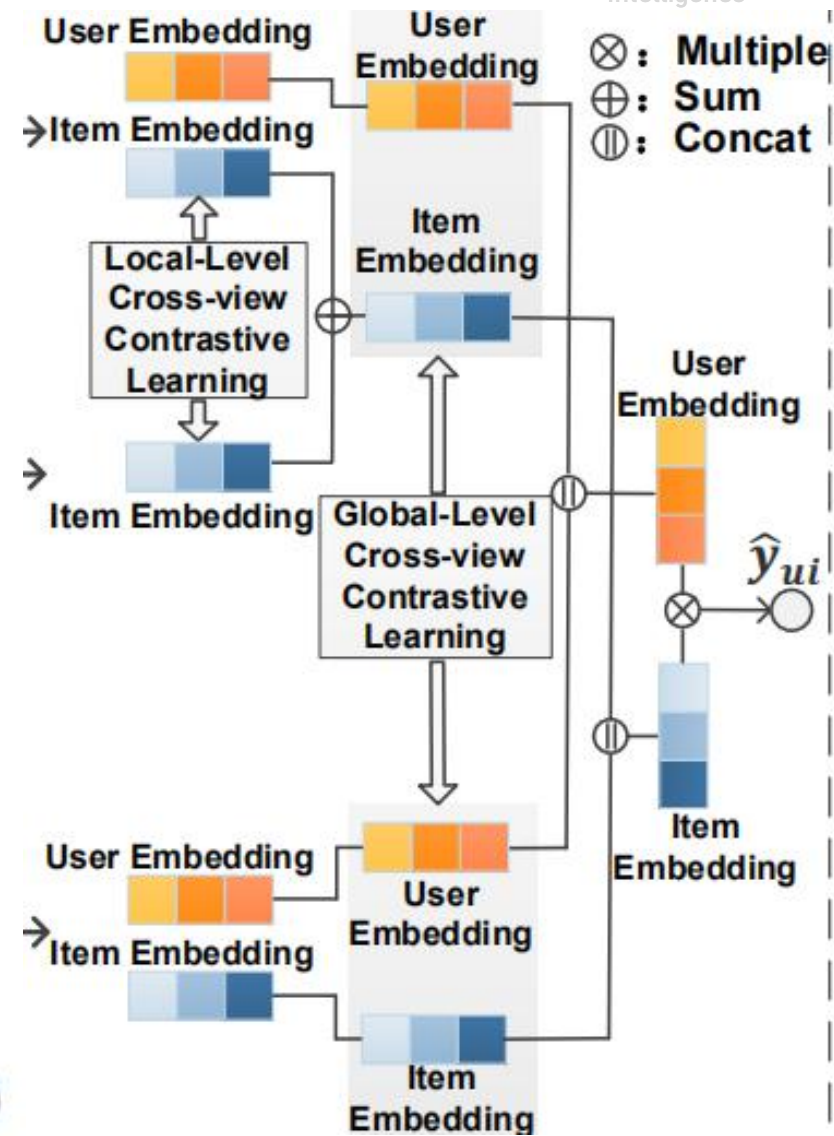 Intelligence
User Embedding
User
Embedding
⊗: Multiple
⊕: Sum
Ⓘ: Concat
Item Embedding
Item
Embedding
Local-Level
Cross-view
Contrastive
Learning
User
Embedding
Item Embedding
Global-Level
Cross-view
Contrastive
Learning
ŷui
User Embedding
Item Embedding
User
Embedding
Item
Embedding
Item
Embedding